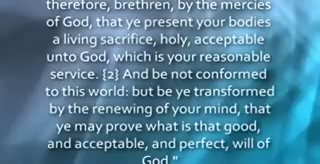 therefore, brethren, by the mercies
of God, that ye present your bodies
a living sacrifice, holy, acceptable
unto God, which is your reasonable
service. {2} And be not conformed
to this world: but be ye transformed
by the renewing of your mind, that
ye may prove what is that good,
and acceptable, and perfect, will of
God."